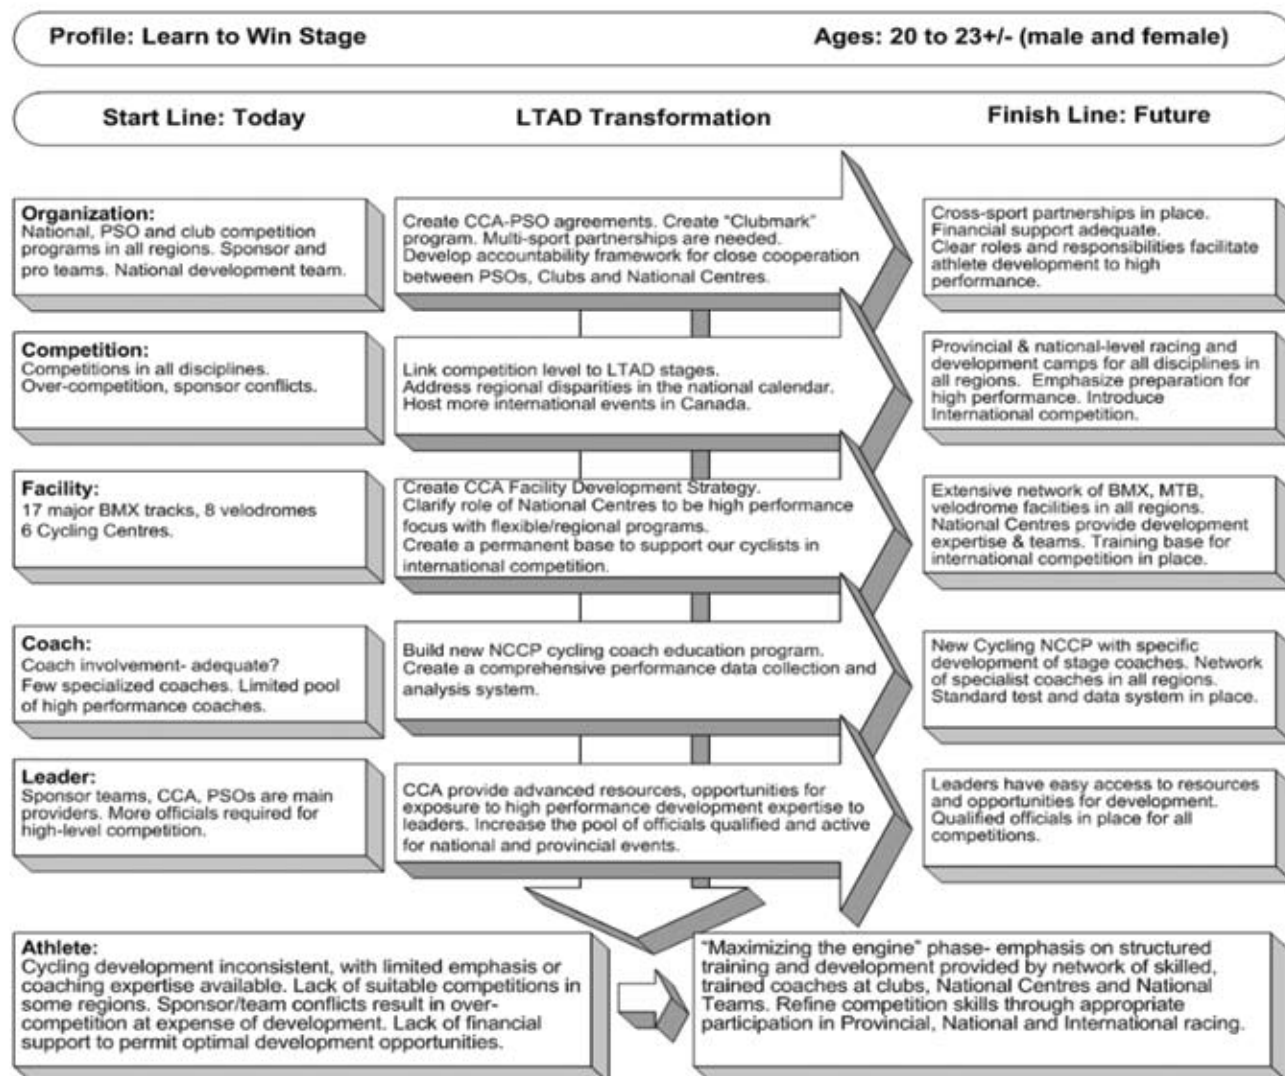 Profile: Learn to Win Stage
Ages: 20 to 23+/- (male and female)
Start Line: Today
LTAD Transformation
Finish Line: Future
Organization:
National, PSO and club competition
programs in all regions. Sponsor and
pro teams. National development team.
Create CCA-PSO agreements. Create "Clubmark"
program. Multi-sport partnerships are needed.
Develop accountability framework for close cooperation
between PSOs, Clubs and National Centres.
Cross-sport partnerships in place.
Financial support adequate.
Clear roles and responsibilities facilitate
athlete development to high
performance.
Competition:
Competitions in all disciplines.
Over-competition, sponsor conflicts.
Link competition level to LTAD stages.
Address regional disparities in the national calendar.
Host more international events in Canada.
Provincial & national-level racing and
development camps for all disciplines in
all regions. Emphasize preparation for
high performance. Introduce
International competition.
Facility:
17 major BMX tracks, 8 velodromes
6 Cycling Centres.
Create CCA Facility Development Strategy.
Clarify role of National Centres to be high performance
focus with flexible/regional programs.
Create a permanent base to support our cyclists in
international competition.
Extensive network of BMX, MTB,
velodrome facilities in all regions.
National Centres provide development
expertise & teams. Training base for
international competition in place.
Coach:
Coach involvement- adequate?
Few specialized coaches. Limited pool
of high performance coaches.
Build new NCCP cycling coach education program.
Create a comprehensive performance data collection and
analysis system.
New Cycling NCCP with specific
development of stage coaches. Network
of specialist coaches in all regions.
Standard test and data system in place.
Leader:
Sponsor teams, CCA, PSOs are main
providers. More officials required for
high-level competition.
CCA provide advanced resources, opportunities for
exposure to high performance development expertise to
leaders. Increase the pool of officials qualified and active
for national and provincial events.
Leaders have easy access to resources
and opportunities for development.
Qualified officials in place for all
competitions.
Athlete:
Cycling development inconsistent, with limited emphasis or
coaching expertise available. Lack of suitable competitions in
some regions. Sponsor/team conflicts result in over-
competition at expense of development. Lack of financial
support to permit optimal development opportunities.
"Maximizing the engine" phase- emphasis on structured
training and development provided by network of skilled,
trained coaches at clubs, National Centres and National
Teams. Refine competition skills through appropriate
participation in Provincial, National and International racing.